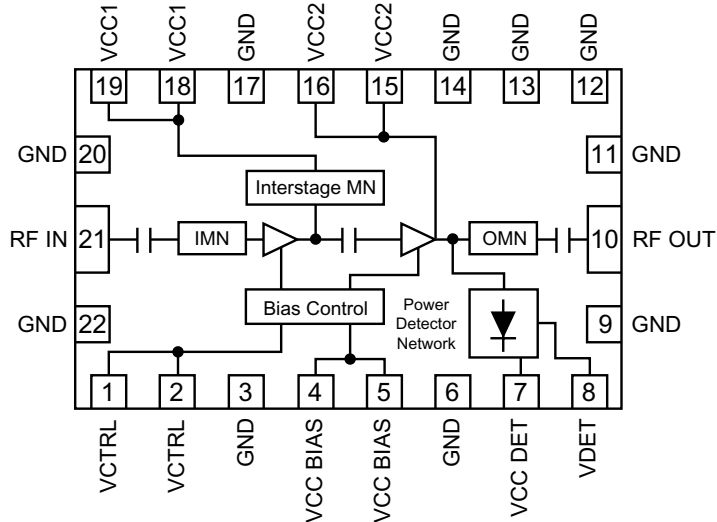 VCC1
VCC1
GND
VCC2
VCC2
GND
GND
GND
19
18
17
16
15
14
13
12
GND 20
11 GND
Interstage MN
RF IN 21
IMN
OMN
10 RF OUT
Bias Control
Power
Detector
Network
GND 22
9 GND
1
2
3
4
5
6
7
8
VCTRL
VCTRL
GND
VCC BIAS
VCC BIAS
GND
VCC DET
VDET